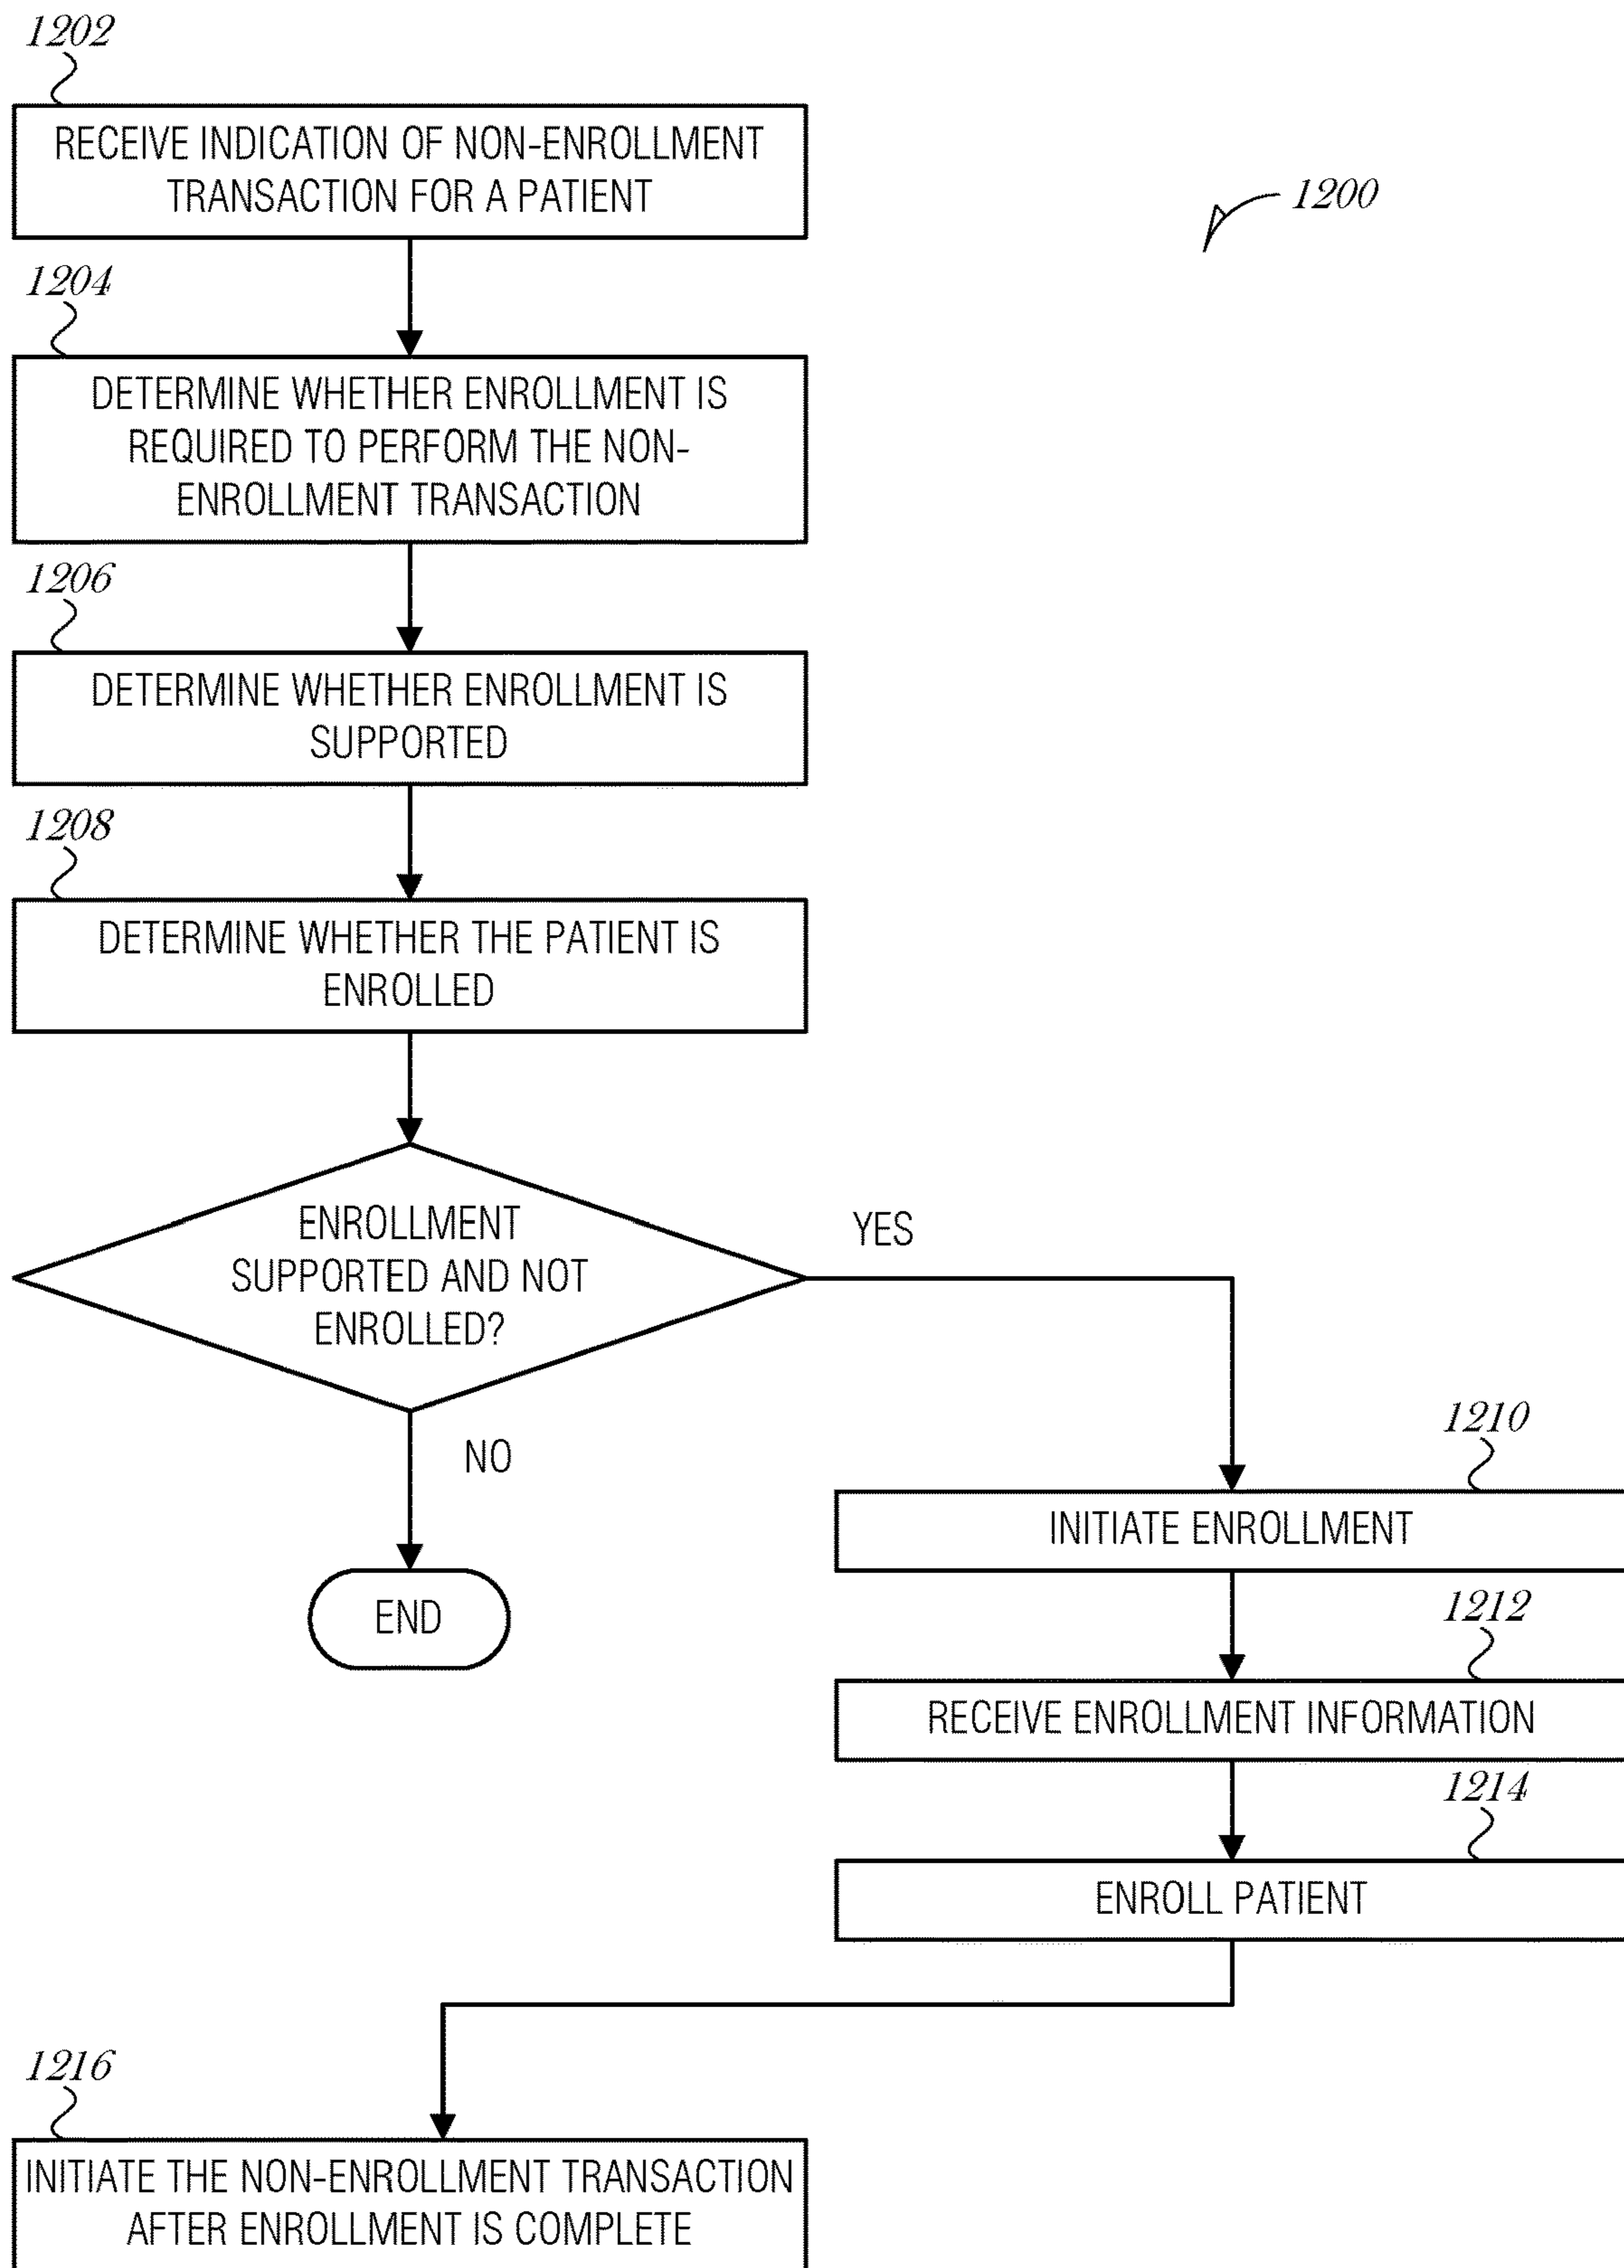 1202
RECEIVE INDICATION OF NON-ENROLLMENT
TRANSACTION FOR A PATIENT
1200
1204
DETERMINE WHETHER ENROLLMENT IS
REQUIRED TO PERFORM THE NON-
ENROLLMENT TRANSACTION
1206
DETERMINE WHETHER ENROLLMENT IS
SUPPORTED
1208
DETERMINE WHETHER THE PATIENT IS
ENROLLED
ENROLLMENT
SUPPORTED AND NOT
ENROLLED?
YES
NO
END
1210
INITIATE ENROLLMENT
1212
RECEIVE ENROLLMENT INFORMATION
1214
ENROLL PATIENT
1216
INITIATE THE NON-ENROLLMENT TRANSACTION
AFTER ENROLLMENT IS COMPLETE